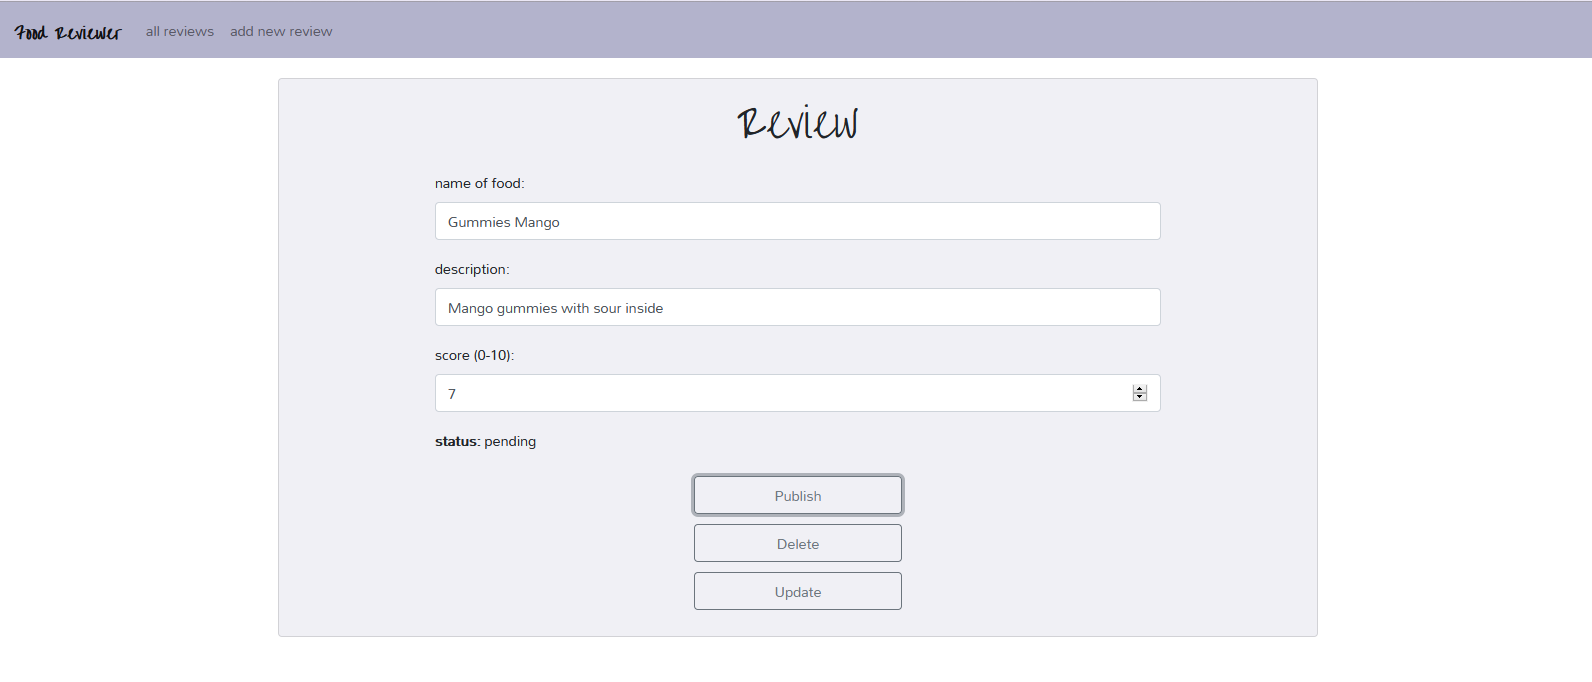 Food Reviewer all reviews add new review
Review
name of food:
Gummies Mango
description:
Mango gummies with sour inside
score (0-10):
7
status: pending
Publish
Delete
Update